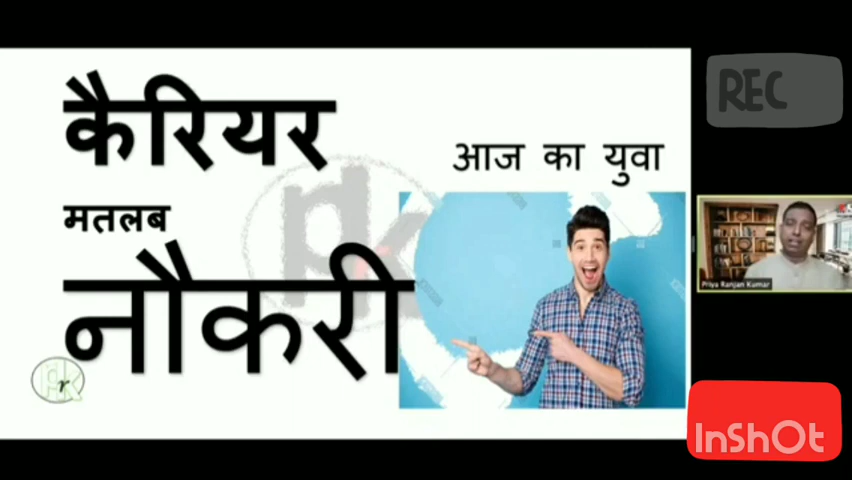 कैरियर
मतलब
नौकरी
आज का युवा
REC
Priya Ranjan Kumar
InShOt